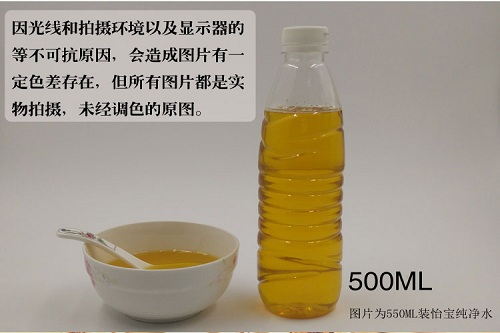 因光线和拍摄环境以及显示器的
等不可抗原因，会造成图片有一
定色差存在，但所有图片都是实
物拍摄，未经调色的原图。
500ML
图片为550ML装怡宝纯净水